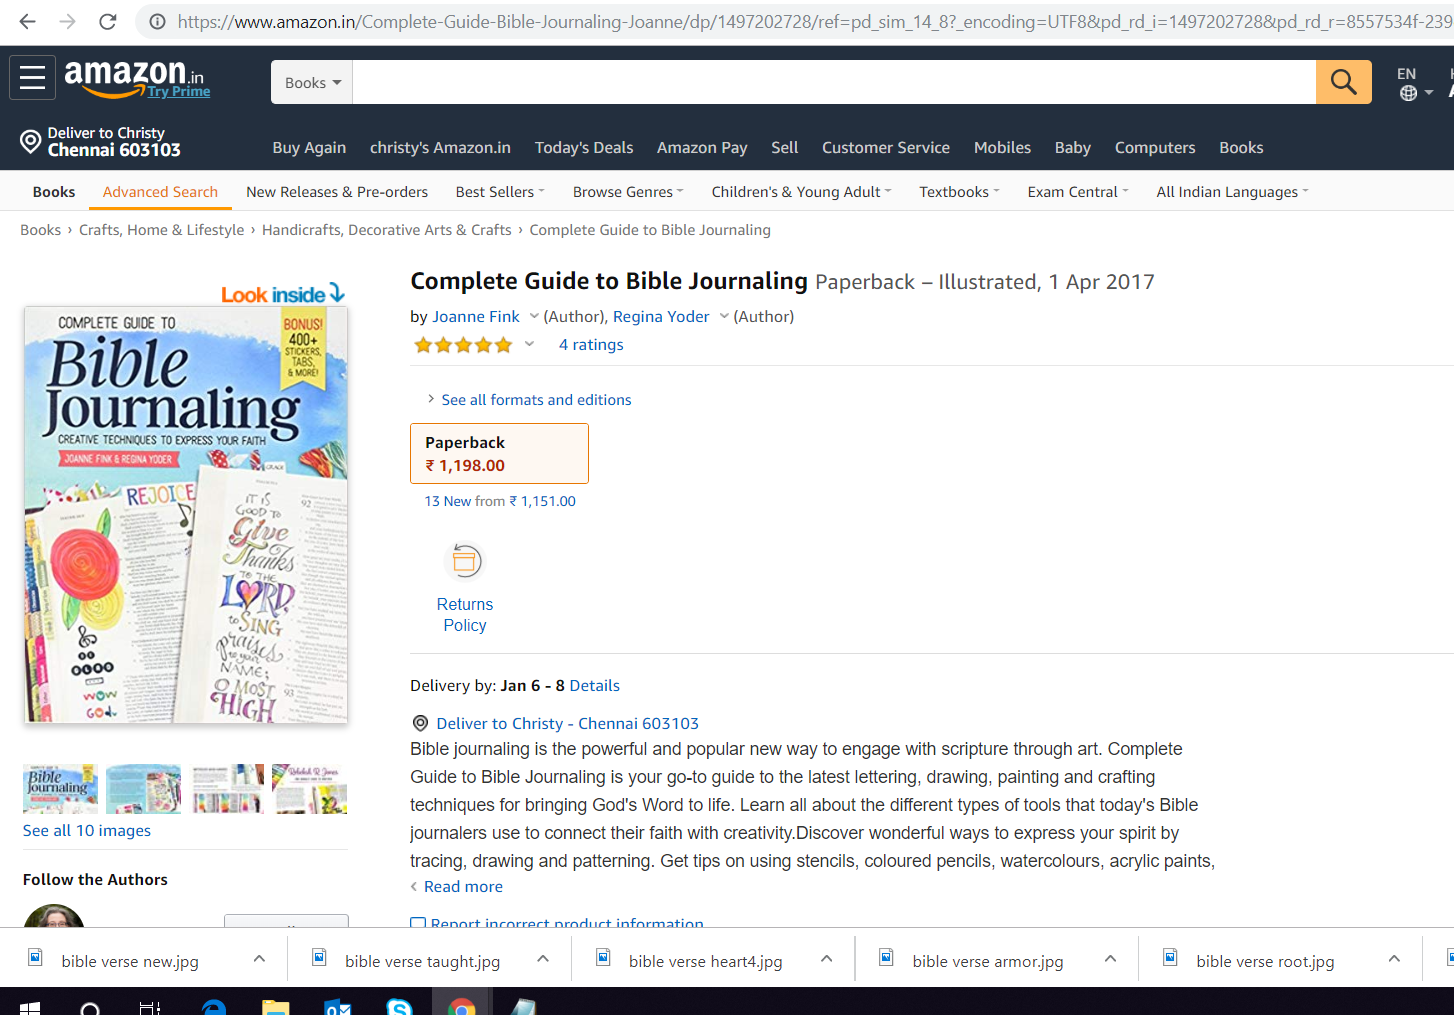 https://www.amazon.in/Complete-Guide-Bible-Journaling-Joanne/dp/1497202728/ref=pd_sim_14_8?_encoding=UTF8&pd_rd_i=1497202728&pd_rd_r=8557534f-239
amazon.in
Try Prime
Books
EN
Deliver to Christy
Chennai 603103
Buy Again christy's Amazon.in Today's Deals Amazon Pay Sell Customer Service Mobiles Baby Computers Books
Books Advanced Search New Releases & Pre-orders Best Sellers Browse Genres Children's & Young Adult Textbooks Exam Central All Indian Languages
Books › Crafts, Home & Lifestyle › Handicrafts, Decorative Arts & Crafts › Complete Guide to Bible Journaling
Look inside
COMPLETE GUIDE TO
Bible
Journaling
CREATIVE TECHNIQUES TO EXPRESS YOUR FAITH
JOANNE FINK & REGINA YODER
BONUS!
400+
STICKERS,
TABS,
& MORE!
GRACE
REJOICE
92
IT IS
GOOD TO
Give
Thanks
TO THE
LORD,
to SING
praises
to your
NAME;
O MOST
HIGH
93
WOW
GOD.
Bible
Journaling
See all 10 images
Follow the Authors
Complete Guide to Bible Journaling Paperback – Illustrated, 1 Apr 2017
by Joanne Fink (Author), Regina Yoder (Author)
4 ratings
See all formats and editions
Paperback
₹ 1,198.00
13 New from ₹ 1,151.00
Returns
Policy
Delivery by: Jan 6 - 8 Details
Deliver to Christy - Chennai 603103
Bible journaling is the powerful and popular new way to engage with scripture through art. Complete
Guide to Bible Journaling is your go-to guide to the latest lettering, drawing, painting and crafting
techniques for bringing God's Word to life. Learn all about the different types of tools that today's Bible
journalers use to connect their faith with creativity.Discover wonderful ways to express your spirit by
tracing, drawing and patterning. Get tips on using stencils, coloured pencils, watercolours, acrylic paints,
Read more
Report incorrect product information
bible verse new.jpg
bible verse taught.jpg
bible verse heart4.jpg
bible verse armor.jpg
bible verse root.jpg